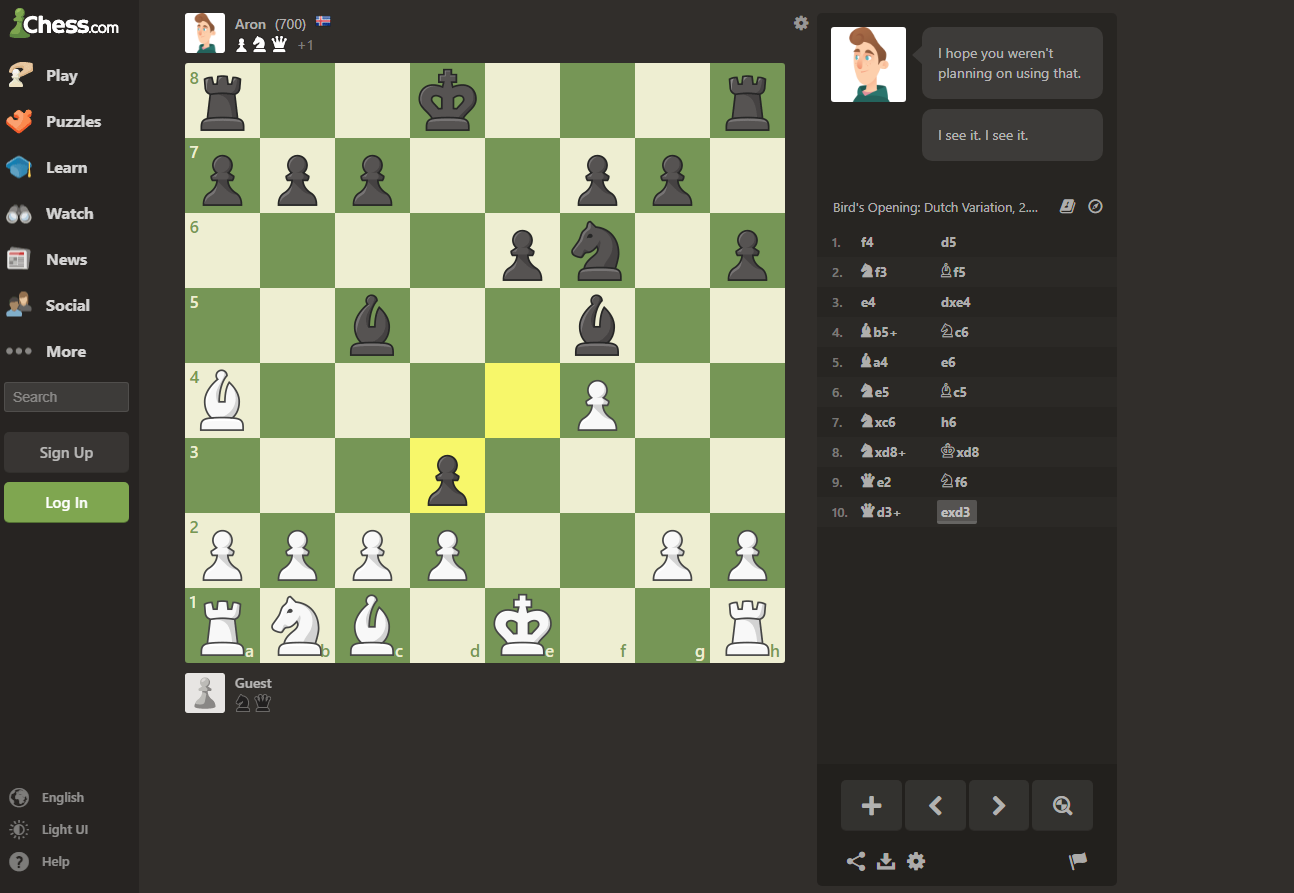 Chess.com
Play
Puzzles
Learn
Watch
News
Social
More
Search
Sign Up
Log In
English
Light UI
Help
Aron (700)
+1
8
7
6
5
4
3
2
1
a b c d e f g h
Guest
I hope you weren't
planning on using that.
I see it. I see it.
Bird's Opening: Dutch Variation, 2....
1. f4 d5
2. ♞f3 ♗f5
3. e4 dxe4
4. ♝b5+ ♘c6
5. ♝a4 e6
6. ♞e5 ♗c5
7. ♞xc6 h6
8. ♞xd8+ ♔xd8
9. ♛e2 ♘f6
10. ♛d3+ exd3